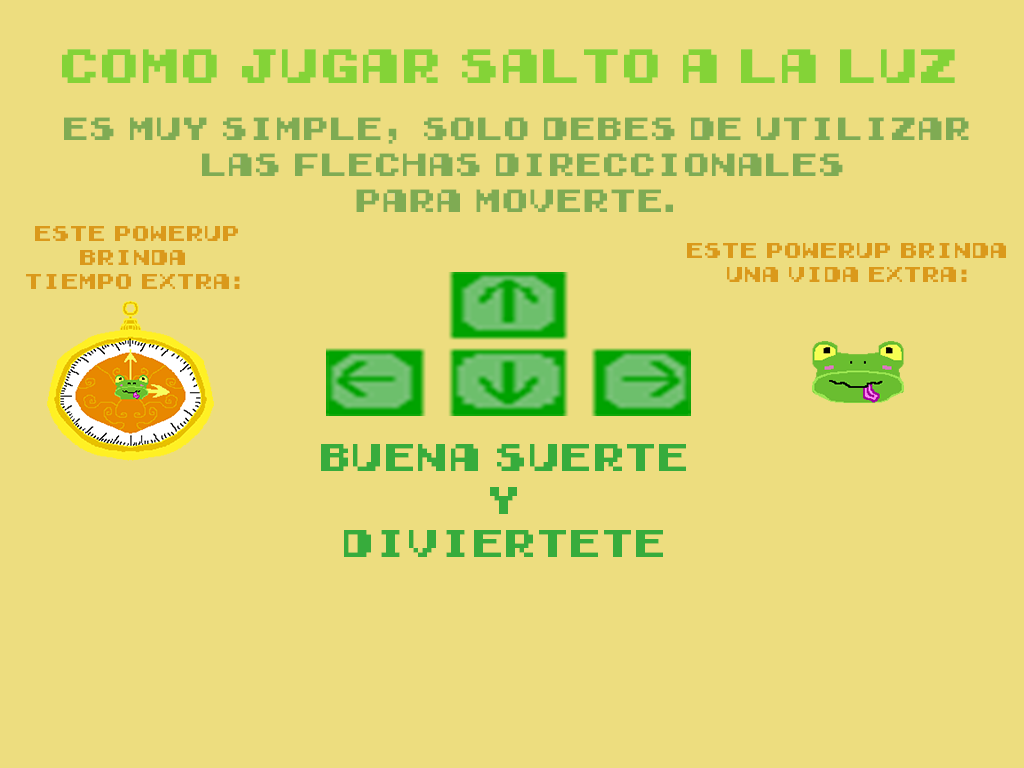 COMO JUGAR SALTO A LA LUZ
ES MUY SIMPLE, SOLO DEBES DE UTILIZAR
LAS FLECHAS DIRECCIONALES
PARA MOVERTE.
ESTE POWERUP
BRINDA
TIEMPO EXTRA:
ESTE POWERUP BRINDA
UNA VIDA EXTRA:
BUENA SUERTE
Y
DIVIERTETE